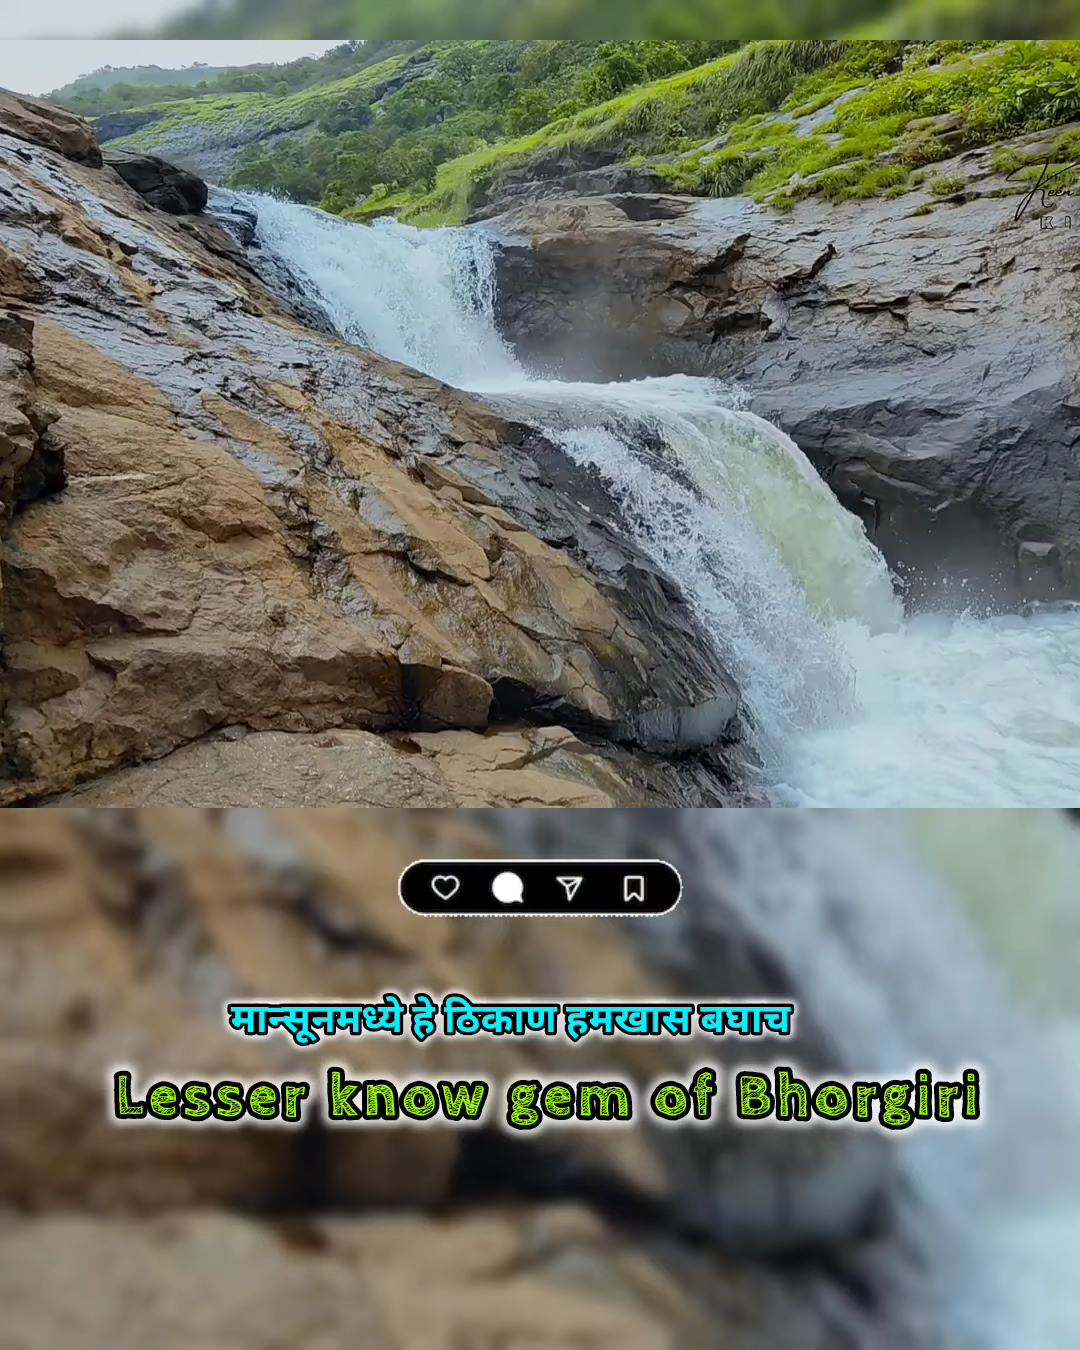 मान्सूनमध्ये हे ठिकाण हमखास बघाच
Lesser know gem of Bhorgiri